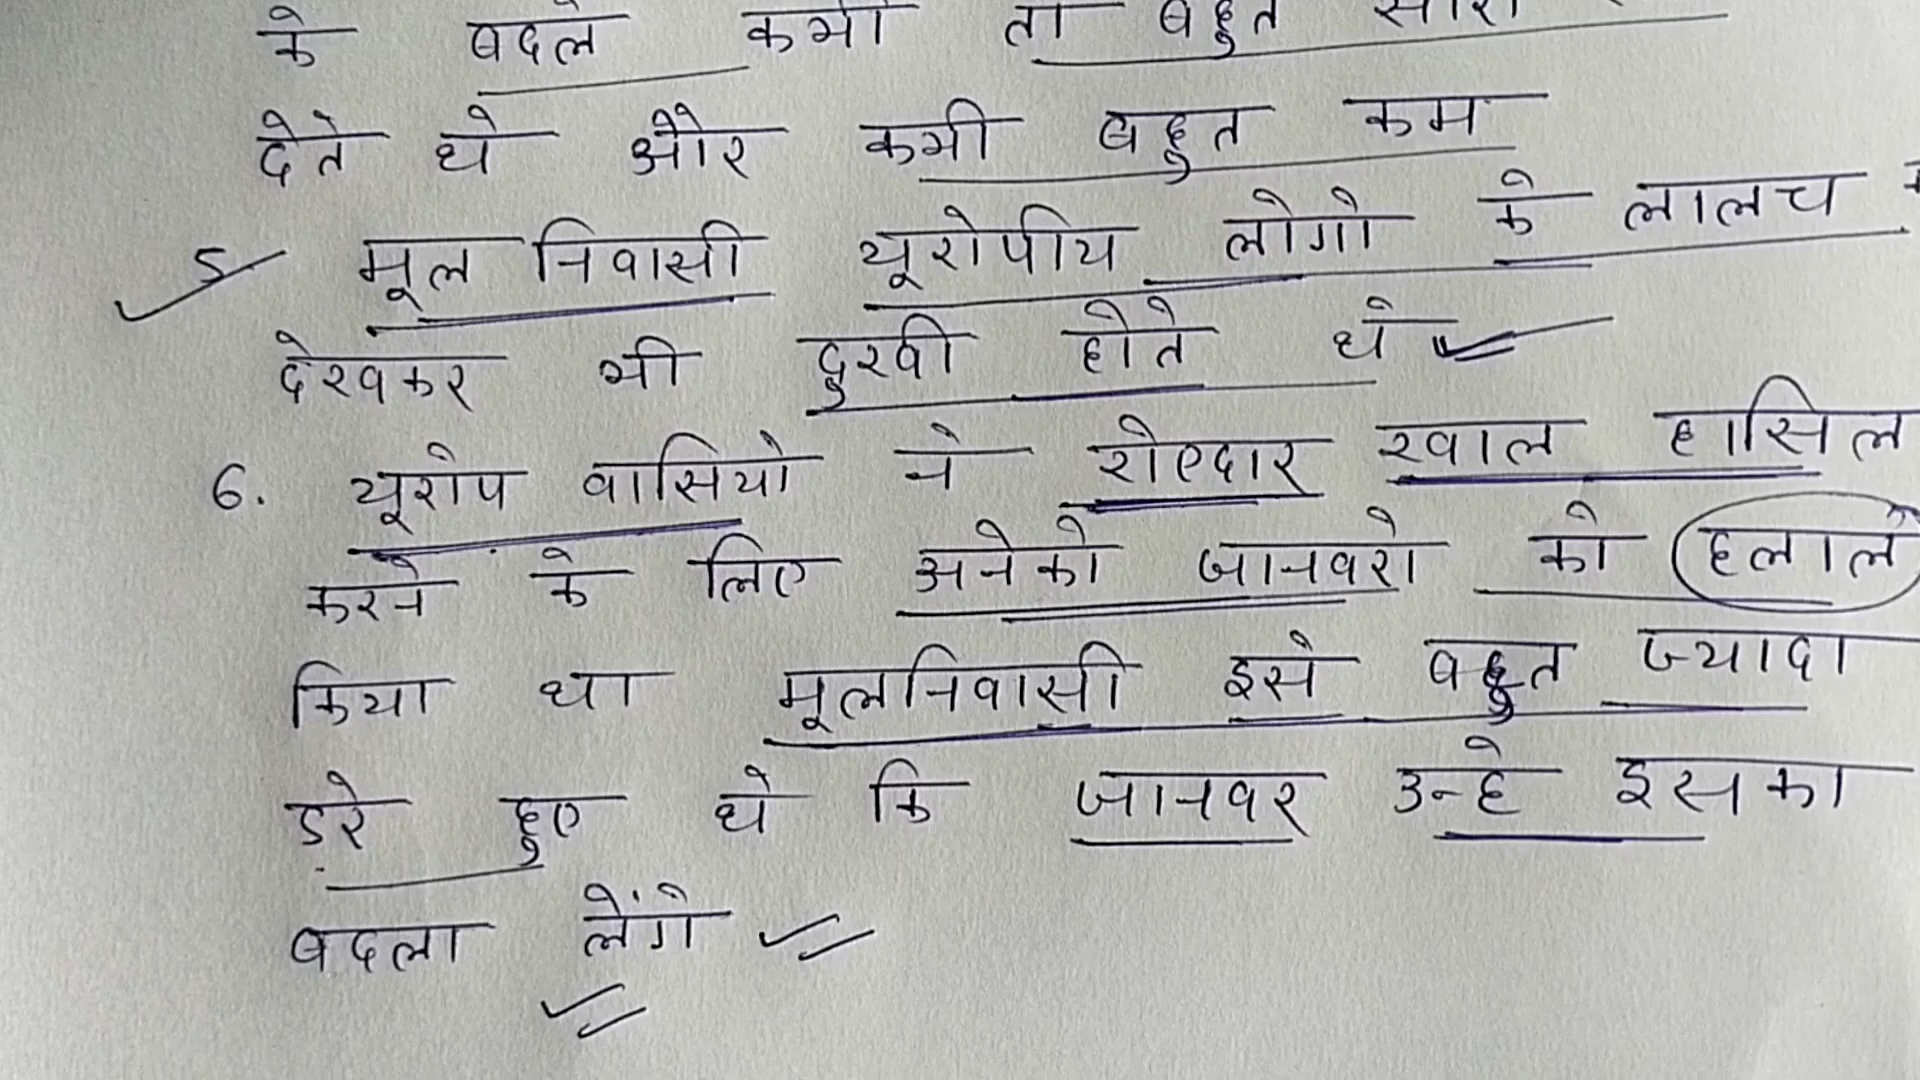 के बदले कभी तो बहुत सारा
देते थे और कभी बहुत कम
5 मूल निवासी यूरोपीय लोगो के लालच
देखकर भी दुखी होते थे
6. यूरोप वासियो ने रोएदार खाल हासिल
करने के लिए अनेको जानवरो को हलाल
किया था मूलनिवासी इसे बहुत ज्यादा
डरे हुए थे कि जानवर उन्हे इसका
बदला लेंगे